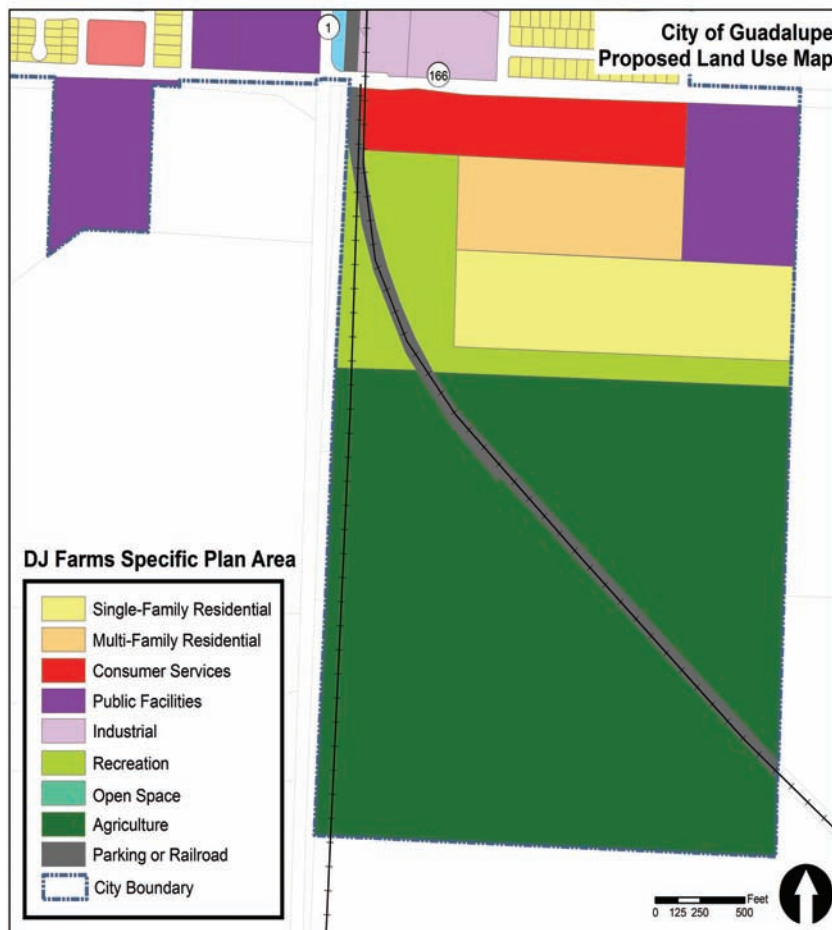 City of Guadalupe
Proposed Land Use Map
1
166
DJ Farms Specific Plan Area
Single-Family Residential
Multi-Family Residential
Consumer Services
Public Facilities
Industrial
Recreation
Open Space
Agriculture
Parking or Railroad
City Boundary
Feet
0 125 250 500